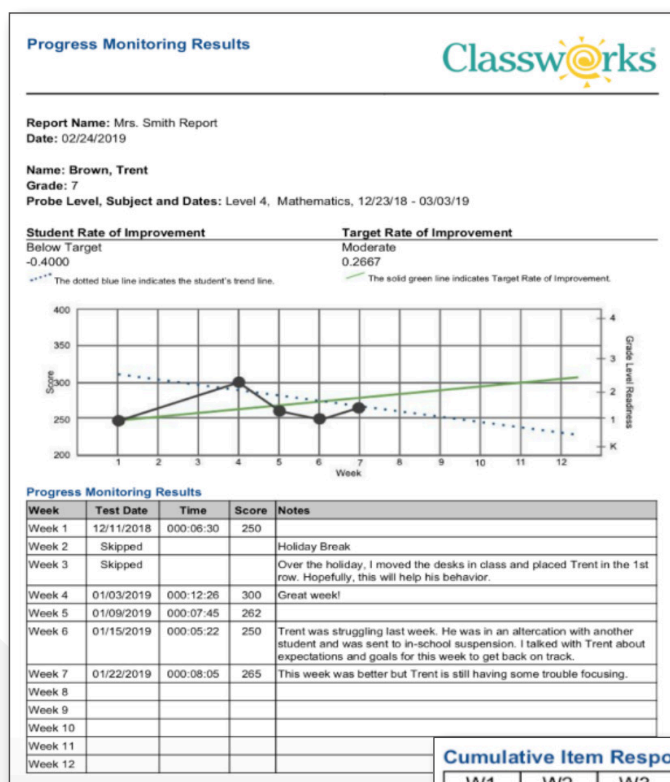 Progress Monitoring Results
Classworks
Report Name: Mrs. Smith Report
Date: 02/24/2019
Name: Brown, Trent
Grade: 7
Probe Level, Subject and Dates: Level 4, Mathematics, 12/23/18 - 03/03/19
Student Rate of Improvement Target Rate of Improvement
Below Target Moderate
-0.4000 0.2667
The dotted blue line indicates the student's trend line. The solid green line indicates Target Rate of Improvement.
400
350
300
250
200
Score
4
3
2
1
K
Grade Level Readiness
1 2 3 4 5 6 7 8 9 10 11 12
Week
Progress Monitoring Results
Week Test Date Time Score Notes
Week 1 12/11/2018 000:06:30 250
Week 2 Skipped Holiday Break
Week 3 Skipped Over the holiday, I moved the desks in class and placed Trent in the 1st
row. Hopefully, this will help his behavior.
Week 4 01/03/2019 000:12:26 300 Great week!
Week 5 01/09/2019 000:07:45 262
Week 6 01/15/2019 000:05:22 250 Trent was struggling last week. He was in an altercation with another
student and was sent to in-school suspension. I talked with Trent about
expectations and goals for this week to get back on track.
Week 7 01/22/2019 000:08:05 265 This week was better but Trent is still having some trouble focusing.
Week 8
Week 9
Week 10
Week 11
Week 12
Cumulative Item Respo
W1 W2 W3